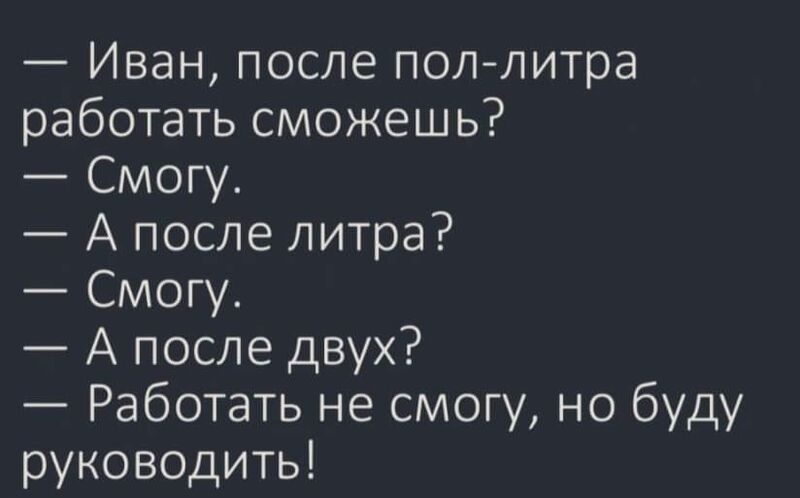 — Иван, после пол-литра
работать сможешь?
— Смогу.
— А после литра?
— Смогу.
— А после двух?
— Работать не смогу, но буду
руководить!